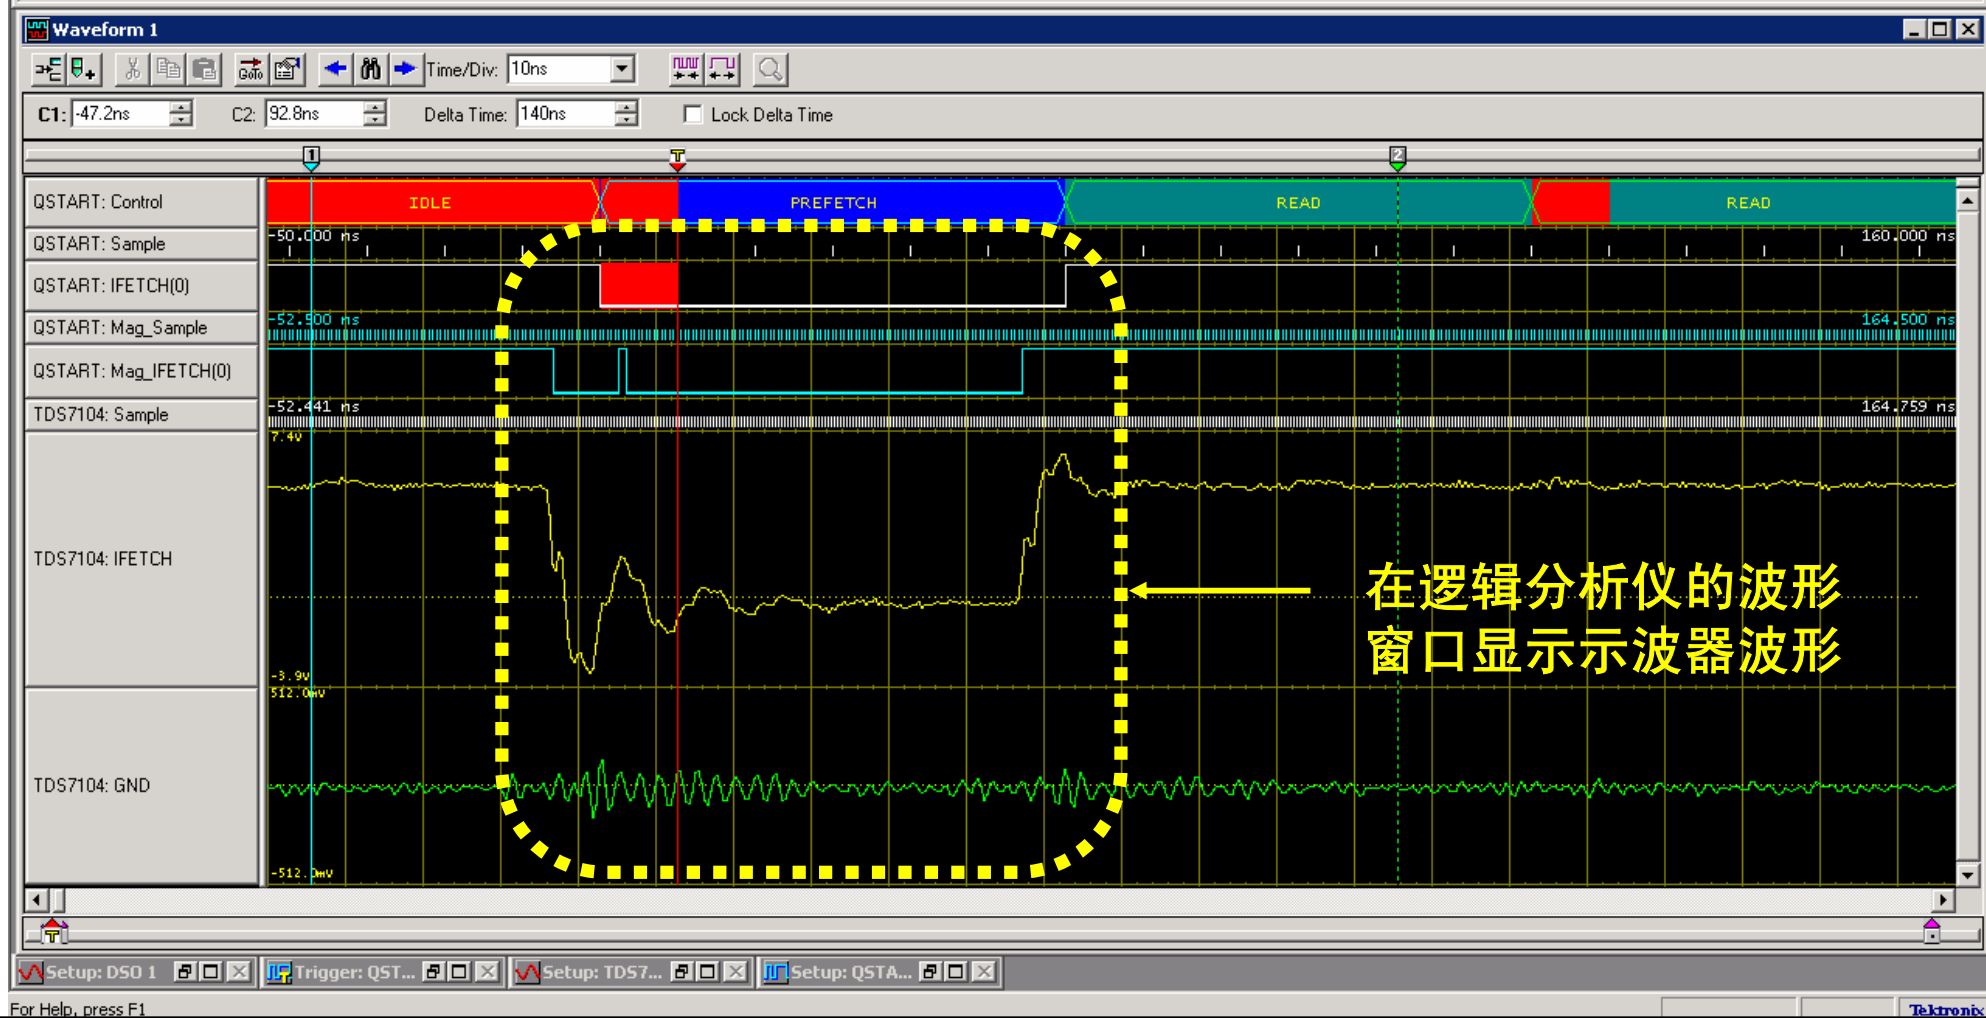 Waveform 1
Goto
Time/Div: 10ns
C1: -47.2ns C2: 92.8ns Delta Time: 140ns Lock Delta Time
1 T 2
QSTART: Control IDLE PREFETCH READ READ
QSTART: Sample -50.000 ns 160.000 ns
QSTART: IFETCH(0)
QSTART: Mag_Sample -52.500 ns 164.500 ns
QSTART: Mag_IFETCH(0)
TDS7104: Sample -52.441 ns 164.759 ns
7.4V
TDS7104: IFETCH
在逻辑分析仪的波形
窗口显示示波器波形
-3.9V
512.0mV
TDS7104: GND
-512.0mV
T
Setup: DSO 1 Trigger: QST... Setup: TDS7... Setup: QSTA...
For Help, press F1
Tektronix